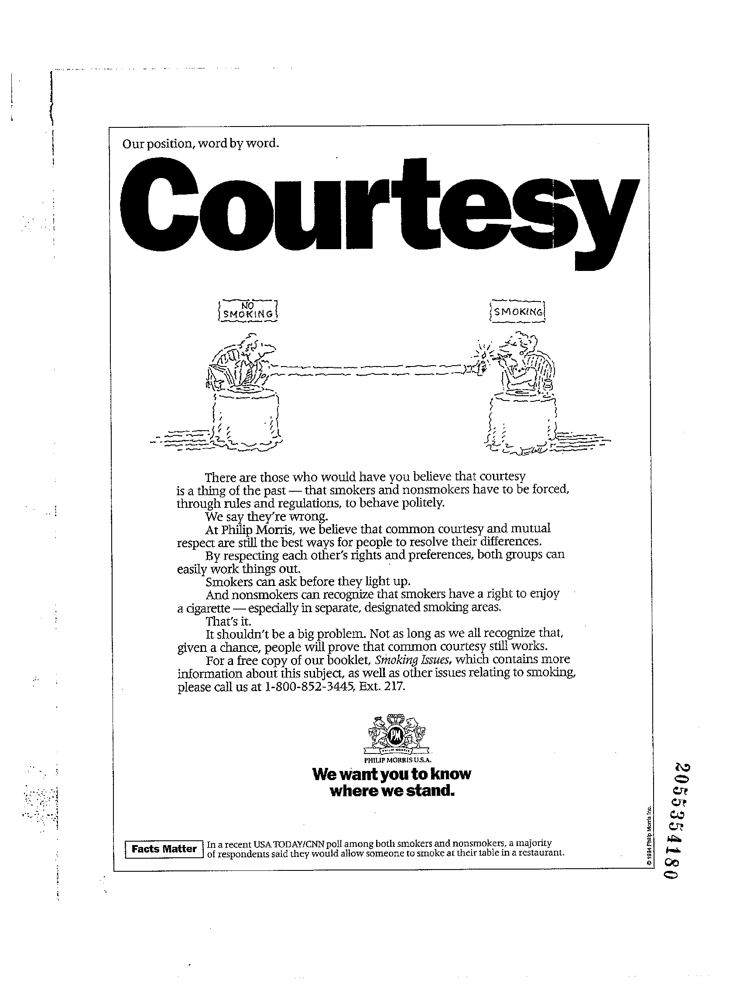 Our position, word by word.
Courtesy
NO
SMOKING
SMOKING
There are those who would have you believe that courtesy
is a thing of the past — that smokers and nonsmokers have to be forced,
through rules and regulations, to behave politely.
We say they're wrong.
At Philip Morris, we believe that common courtesy and mutual
respect are still the best ways for people to resolve their differences.
By respecting each other's rights and preferences, both groups can
easily work things out.
Smokers can ask before they light up.
And nonsmokers can recognize that smokers have a right to enjoy
a cigarette — especially in separate, designated smoking areas.
That's it.
It shouldn't be a big problem. Not as long as we all recognize that,
given a chance, people will prove that common courtesy still works.
For a free copy of our booklet, Smoking Issues, which contains more
information about this subject, as well as other issues relating to smoking,
please call us at 1-800-852-3445, Ext. 217.
PM
PHILIP MORRIS U.S.A.
We want you to know
where we stand.
Facts Matter
In a recent USA TODAY/CNN poll among both smokers and nonsmokers, a majority
of respondents said they would allow someone to smoke at their table in a restaurant.
© 1994 Philip Morris Inc.
2055354180